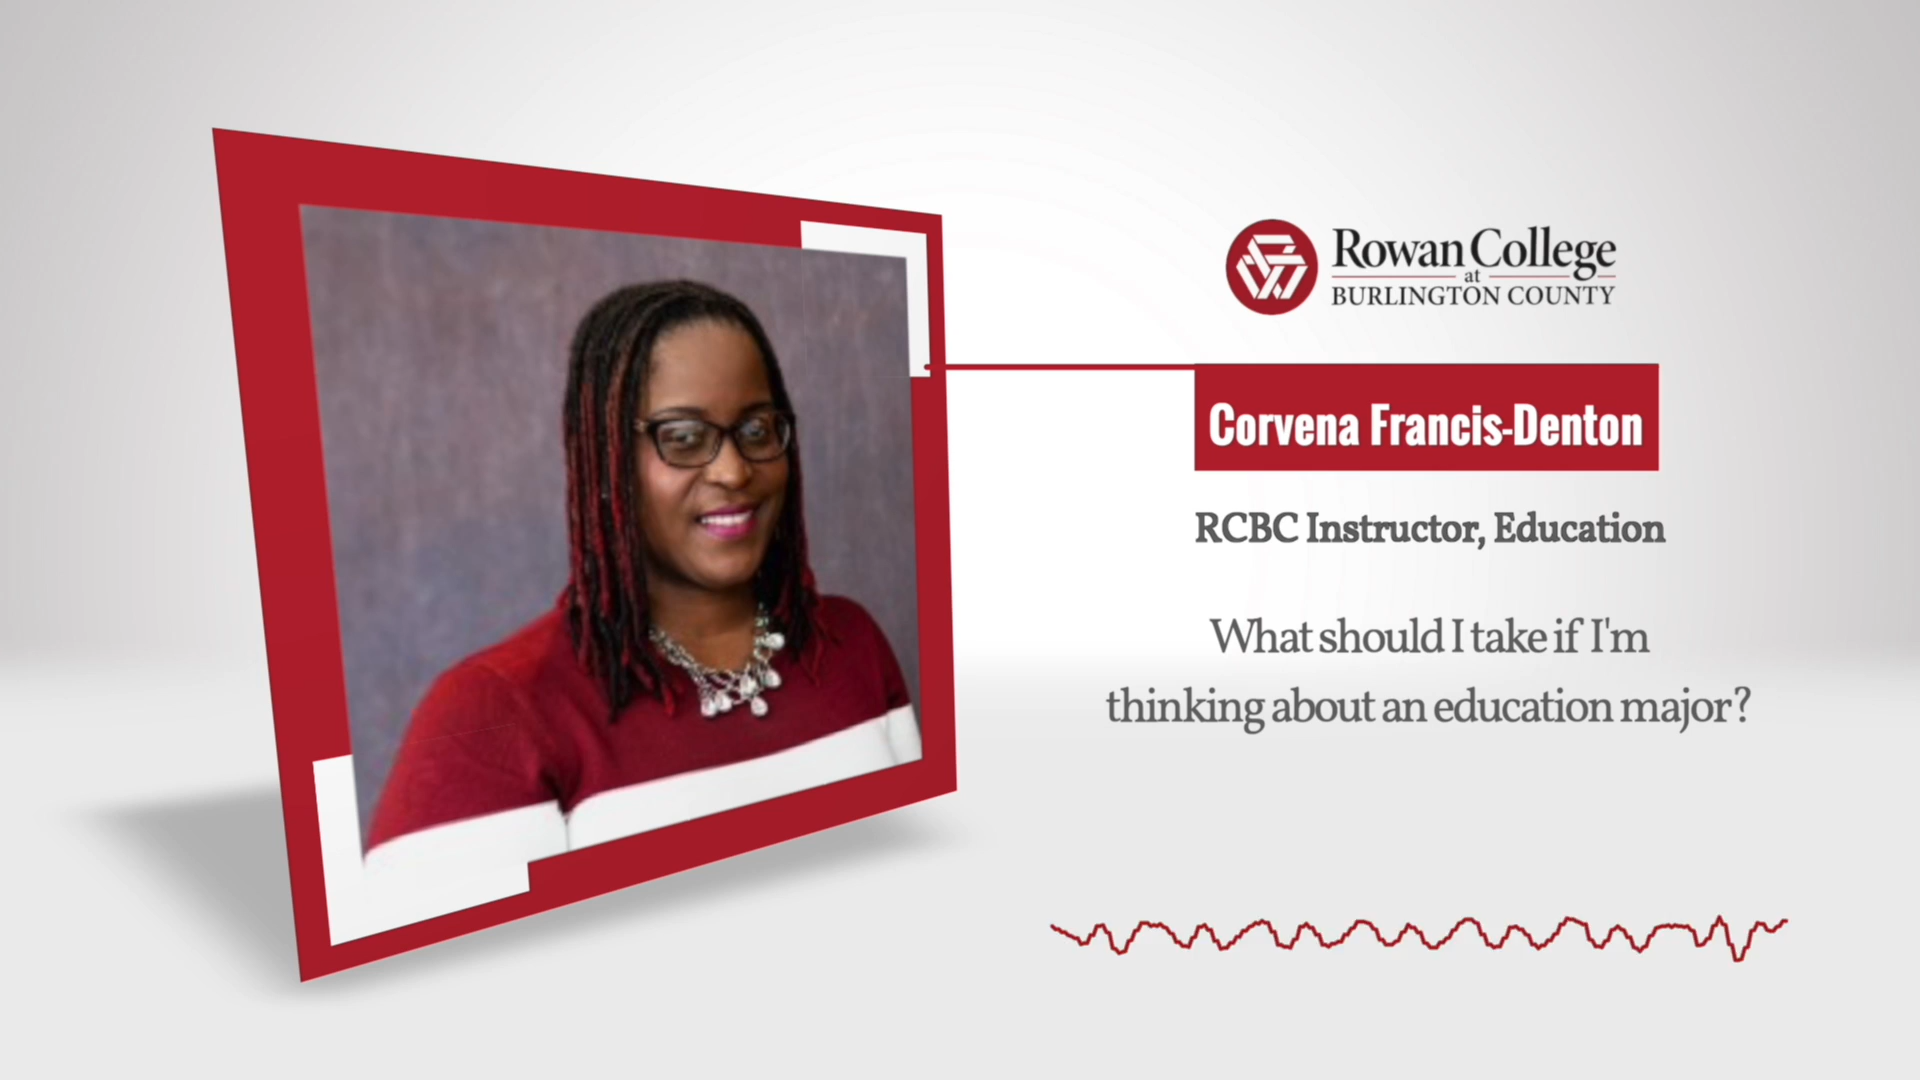 Rowan College
at
BURLINGTON COUNTY
Corvena Francis-Denton
RCBC Instructor, Education
What should I take if I'm
thinking about an education major?